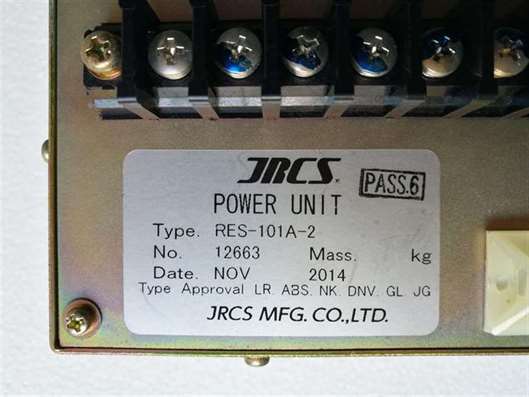 JRCS
PASS.6
POWER UNIT
Type. RES-101A-2
No. 12663 Mass. kg
Date. NOV 2014
Type Approval LR. ABS. NK. DNV. GL. JG
JRCS MFG. CO.,LTD.